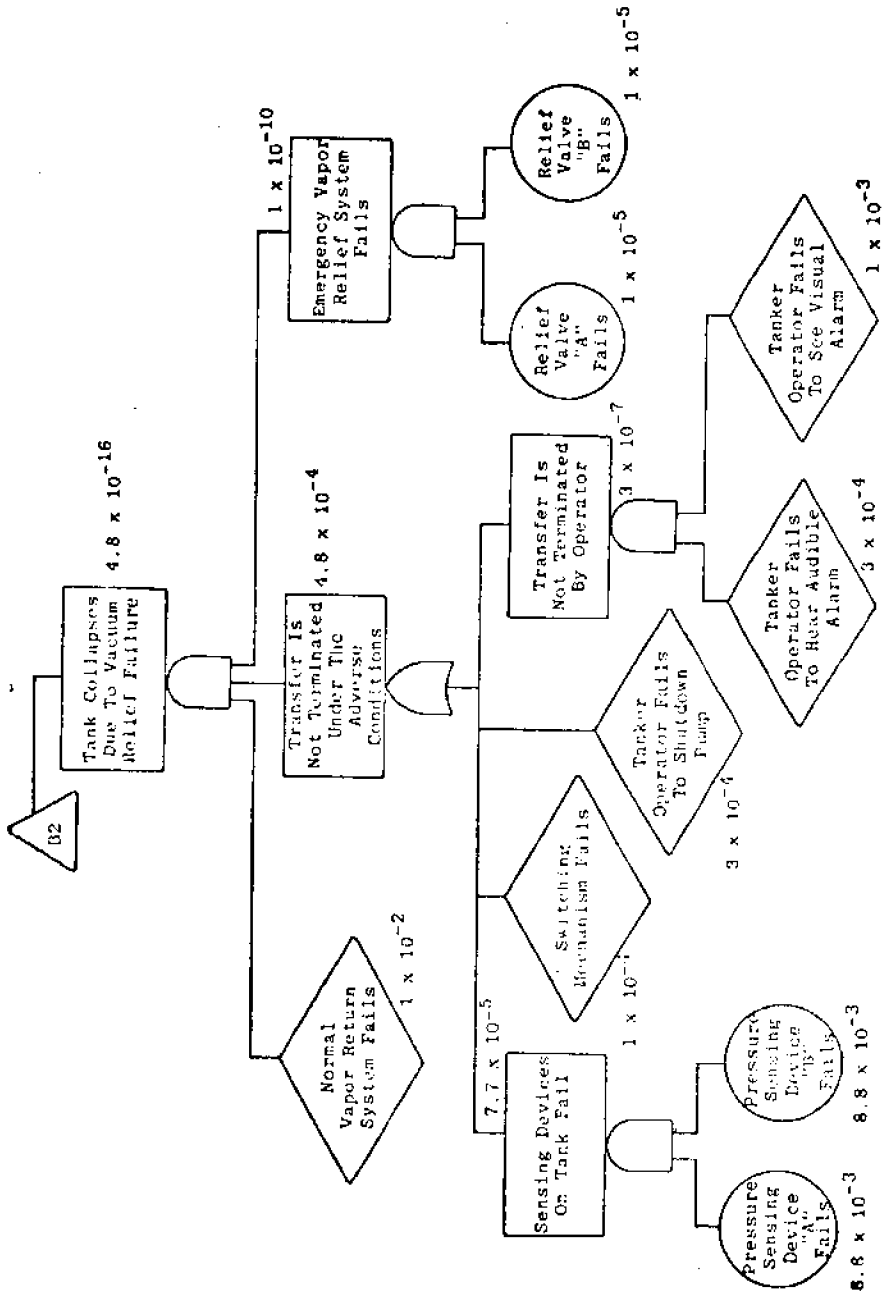 B2
Tank Collapses
Due To Vacuum
Relief Failure
4.8 x 10-16
Normal
Vapor Return
System Fails
1 x 10-2
Transfer Is
Not Terminated
Under The
Adverse
Conditions
4.8 x 10-4
Emergency Vapor
Relief System
Fails
1 x 10-10
Relief
Valve
"A"
Fails
1 x 10-5
Relief
Valve
"B"
Fails
1 x 10-5
Sensing Devices
On Tank Fail
7.7 x 10-5
Switching
Mechanism Fails
1 x 10
Tanker
Operator Fails
To Shutdown
Pump
3 x 10-4
Transfer Is
Not Terminated
By Operator
3 x 10-7
Pressure
Sensing
Device
"A"
Fails
8.8 x 10-3
Pressure
Sensing
Device
"B"
Fails
8.8 x 10-3
Tanker
Operator Fails
To Hear Audible
Alarm
3 x 10-4
Tanker
Operator Fails
To See Visual
Alarm
1 x 10-3